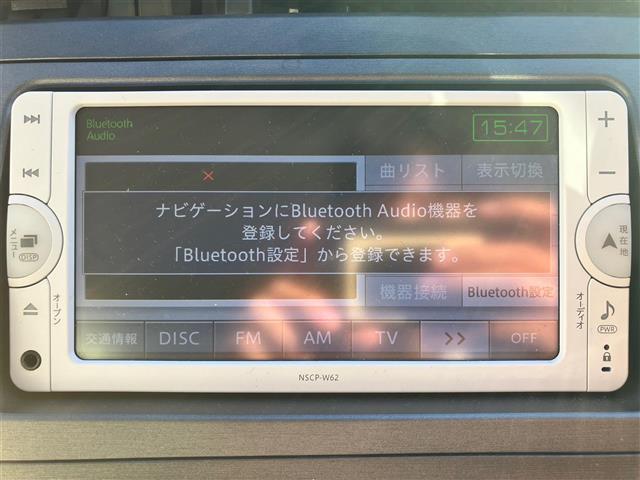 Bluetooth
Audio
15:47
曲リスト
表示切換
ナビゲーションにBluetooth Audio機器を
登録してください。
「Bluetooth設定」から登録できます。
機器接続
Bluetooth設定
交通情報
DISC
FM
AM
TV
>>
OFF
メニュー
DISP
オープン
現在地
オーディオ
PWR
NSCP-W62